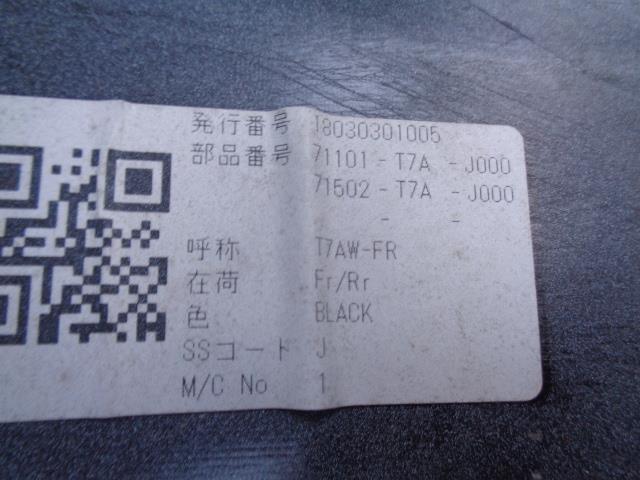 発行番号 18030301005
部品番号 71101 - T7A - J000
71502 - T7A - J000
- -
呼称 T7AW-FR
在荷 Fr/Rr
色 BLACK
SSコード J
M/C No 1